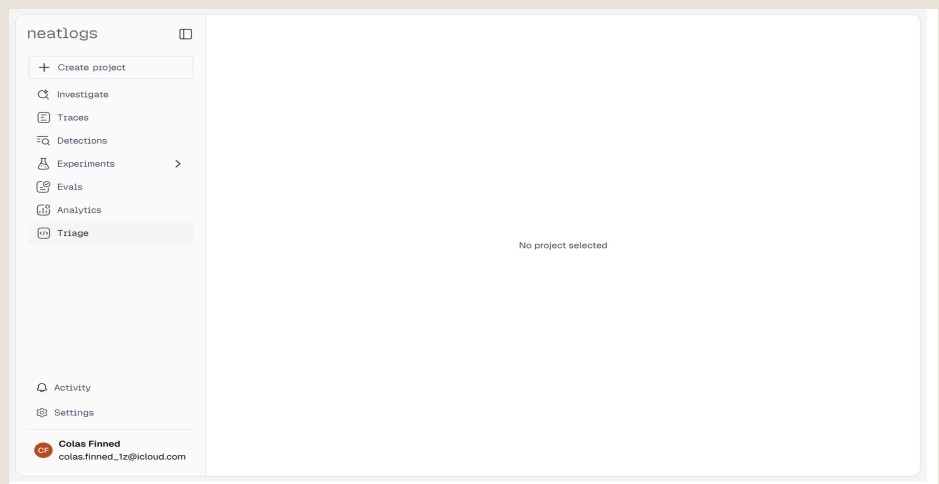 neatlogs
Create project
Investigate
Traces
Detections
Experiments
Evals
Analytics
Triage
No project selected
Activity
Settings
CF
Colas Finned
colas.finned_1z@icloud.com